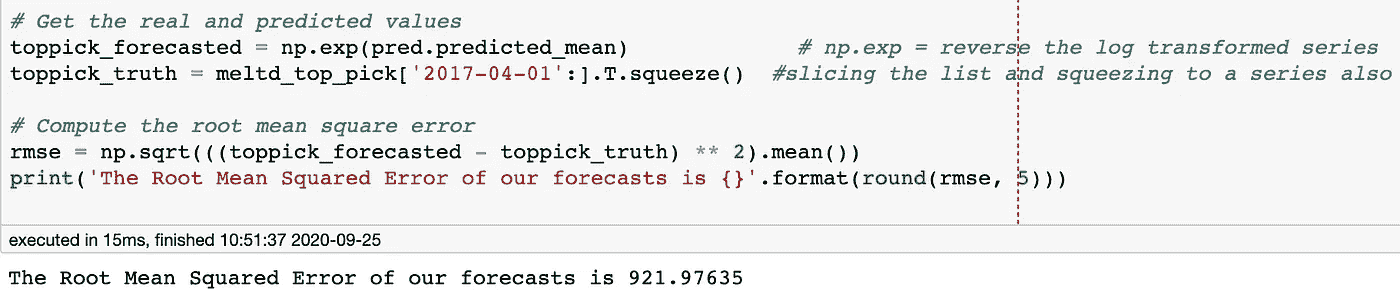 # Get the real and predicted values
toppick_forecasted = np.exp(pred.predicted_mean)             # np.exp = reverse the log transformed series
toppick_truth = meltd_top_pick['2017-04-01':].T.squeeze()  #slicing the list and squeezing to a series also
# Compute the root mean square error
rmse = np.sqrt(((toppick_forecasted - toppick_truth) ** 2).mean())
print('The Root Mean Squared Error of our forecasts is {}'.format(round(rmse, 5)))
executed in 15ms, finished 10:51:37 2020-09-25
The Root Mean Squared Error of our forecasts is 921.97635